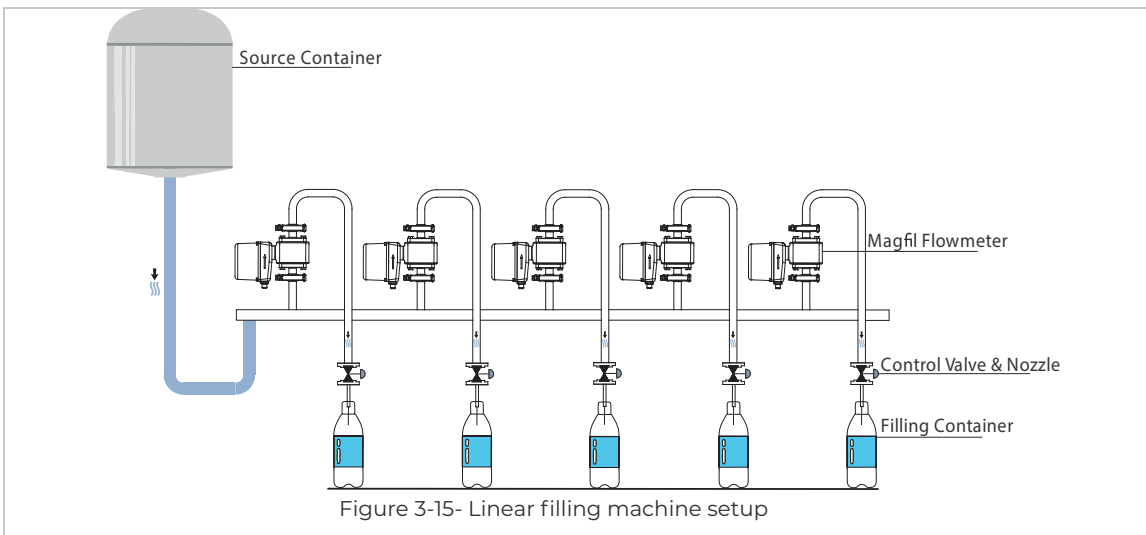 Source Container
Magfil Flowmeter
Control Valve & Nozzle
Filling Container
Figure 3-15- Linear filling machine setup